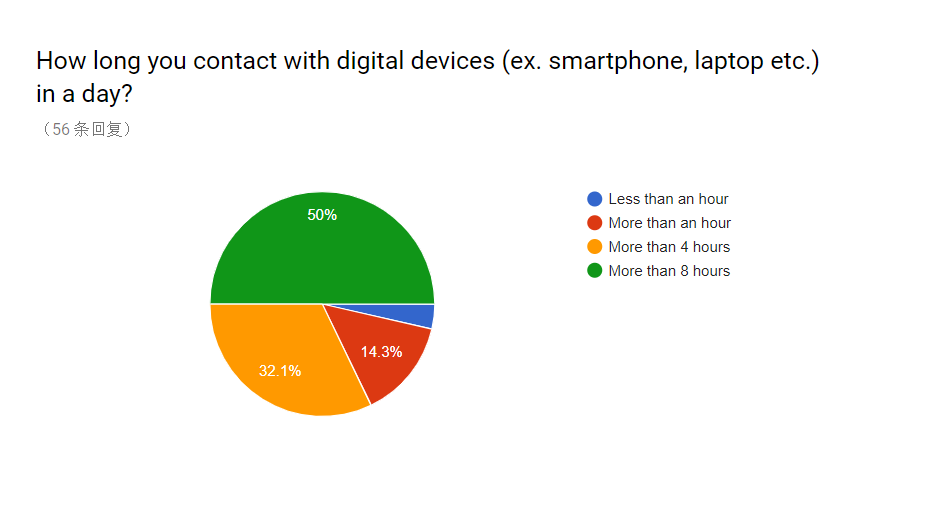 How long you contact with digital devices (ex. smartphone, laptop etc.)
in a day?
（56 条回复）
50%
14.3%
32.1%
Less than an hour
More than an hour
More than 4 hours
More than 8 hours